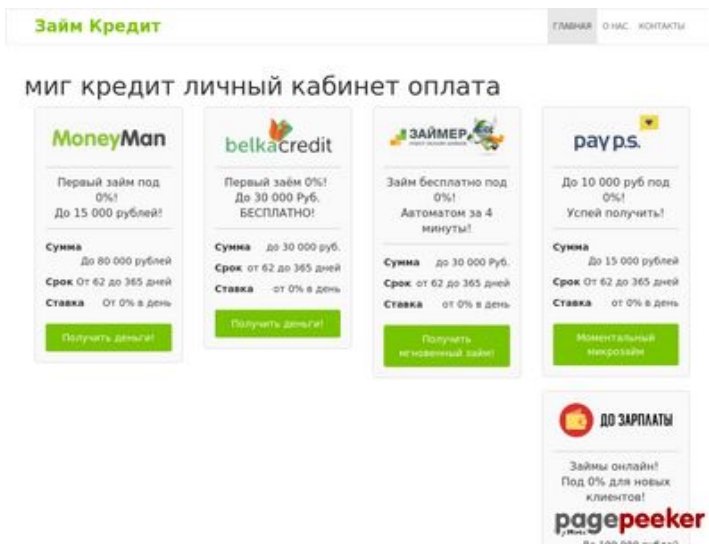 Займ Кредит
ГЛАВНАЯ О НАС КОНТАКТЫ
миг кредит личный кабинет оплата
MoneyMan
Первый займ под
0%!
До 15 000 рублей!
Сумма
До 80 000 рублей
Срок От 62 до 365 дней
Ставка От 0% в день
Получить деньги!
belkacredit
Первый заём 0%!
До 30 000 Руб.
БЕСПЛАТНО!
Сумма до 30 000 руб.
Срок от 62 до 365 дней
Ставка от 0% в день
Получить деньги!
ЗАЙМЕР
Займ бесплатно под
0%!
Автоматом за 4
минуты!
Сумма до 30 000 Руб.
Срок от 62 до 365 дней
Ставка от 0% в день
Получить
мгновенный займ!
pay p.s.
До 10 000 руб под
0%!
Успей получить!
Сумма
До 15 000 рублей
Срок От 62 до 365 дней
Ставка От 0% в день
Моментальный
микрозайм
ДО ЗАРПЛАТЫ
Займы онлайн!
Под 0% для новых
клиентов!
pagepeeker